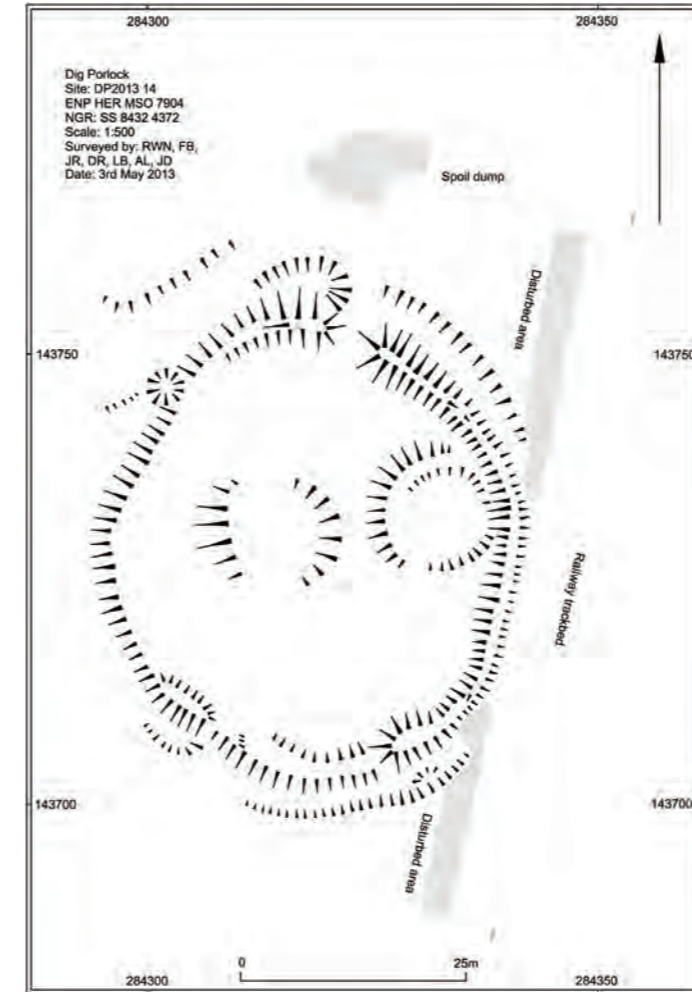 284300
284350
Dig Porlock
Site: DP2013 14
ENP HER MSO 7904
NGR: SS 8432 4372
Scale: 1:500
Surveyed by: RWN, FB,
JR, DR, LB, AL, JD
Date: 3rd May 2013
Spoil dump
Disturbed area
143750
143750
Railway trackbed
143700
143700
Disturbed area
0
25m
284300
284350